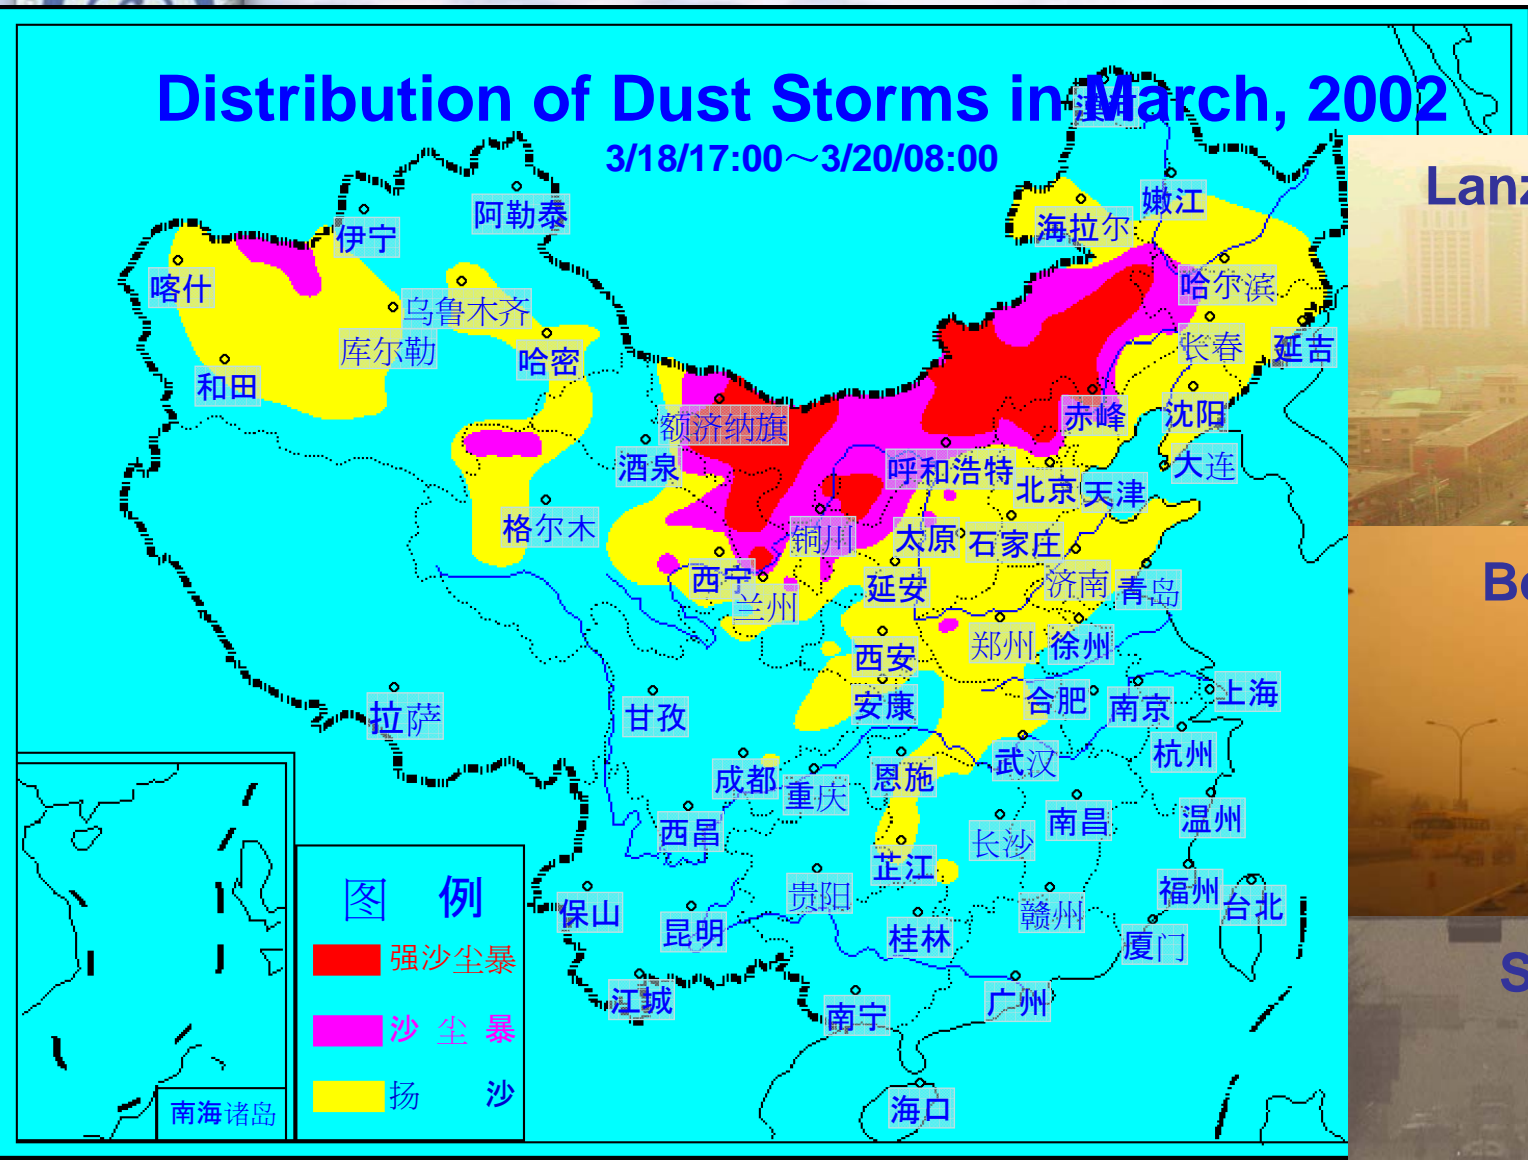 Distribution of Dust Storms in March, 2002
3/18/17:00～3/20/08:00
Lanz
嫩江
阿勒泰
伊宁
海拉尔
喀什
哈尔滨
乌鲁木齐
库尔勒
哈密
长春
延吉
和田
赤峰
沈阳
额济纳旗
酒泉
呼和浩特
北京
天津
大连
格尔木
铜州
太原
石家庄
西宁
兰州
延安
济南
青岛
西安
郑州
徐州
拉萨
甘孜
安康
合肥
南京
上海
成都
重庆
恩施
武汉
杭州
西昌
芷江
长沙
南昌
温州
保山
昆明
贵阳
桂林
赣州
福州
台北
厦门
江城
南宁
广州
海口
图 例
强沙尘暴
沙 尘 暴
扬 沙
南海诸岛
Be
S